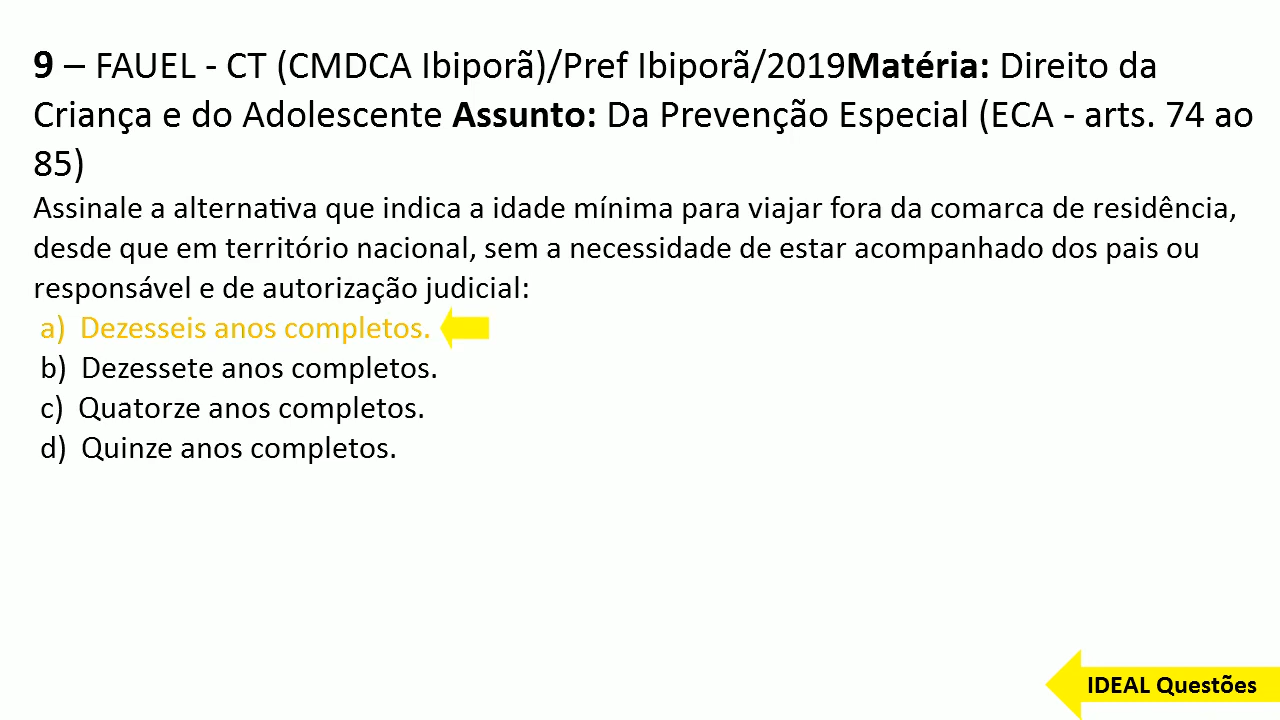 9 – FAUEL - CT (CMDCA Ibiporã)/Pref Ibiporã/2019Matéria: Direito da
Criança e do Adolescente Assunto: Da Prevenção Especial (ECA - arts. 74 ao
85)
Assinale a alternativa que indica a idade mínima para viajar fora da comarca de residência,
desde que em território nacional, sem a necessidade de estar acompanhado dos pais ou
responsável e de autorização judicial:
a) Dezesseis anos completos.
b) Dezessete anos completos.
c) Quatorze anos completos.
d) Quinze anos completos.
IDEAL Questões